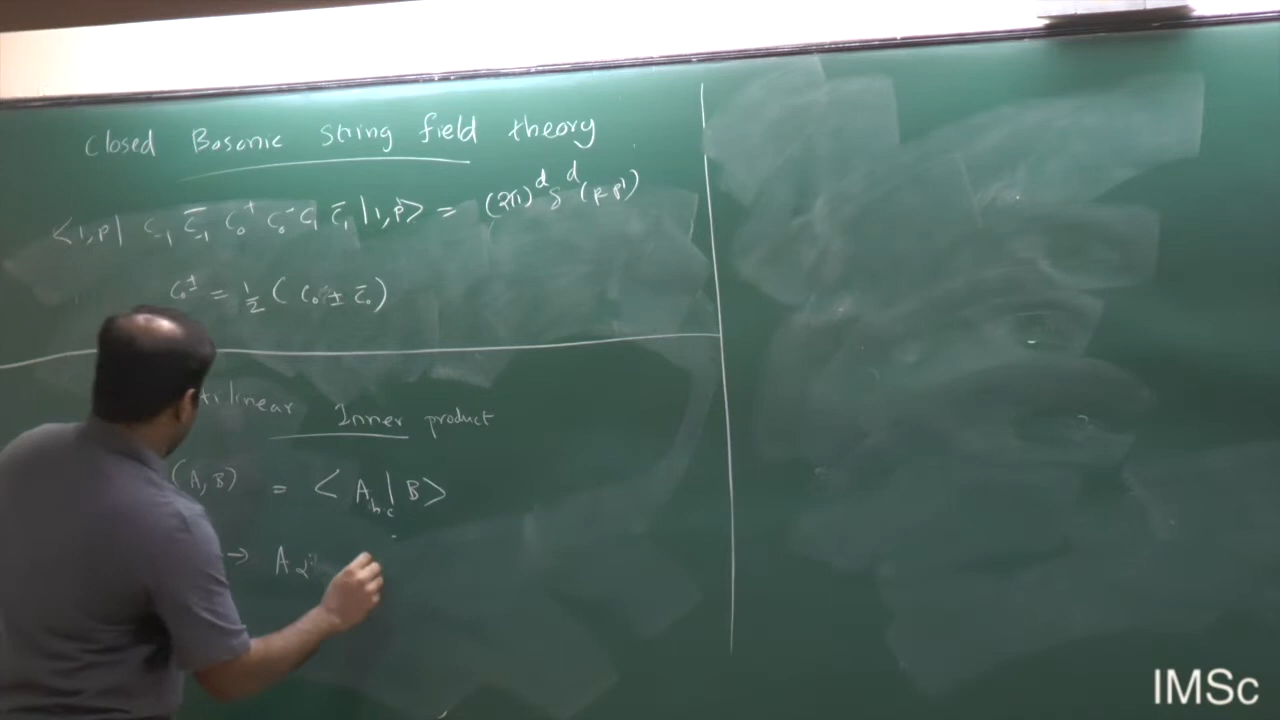 Closed Bosonic string field theory
<1,p| c₋₁ c̄₋₁ c₀⁺ c₀⁻ c₁ c̄₁ |1,p'> = (2π)^d δ^d (p-p')
c₀^± = ½ ( c₀ ± c̄₀ )
Inner product
(A, B) = < A_bc | B >
→ A
IMSc